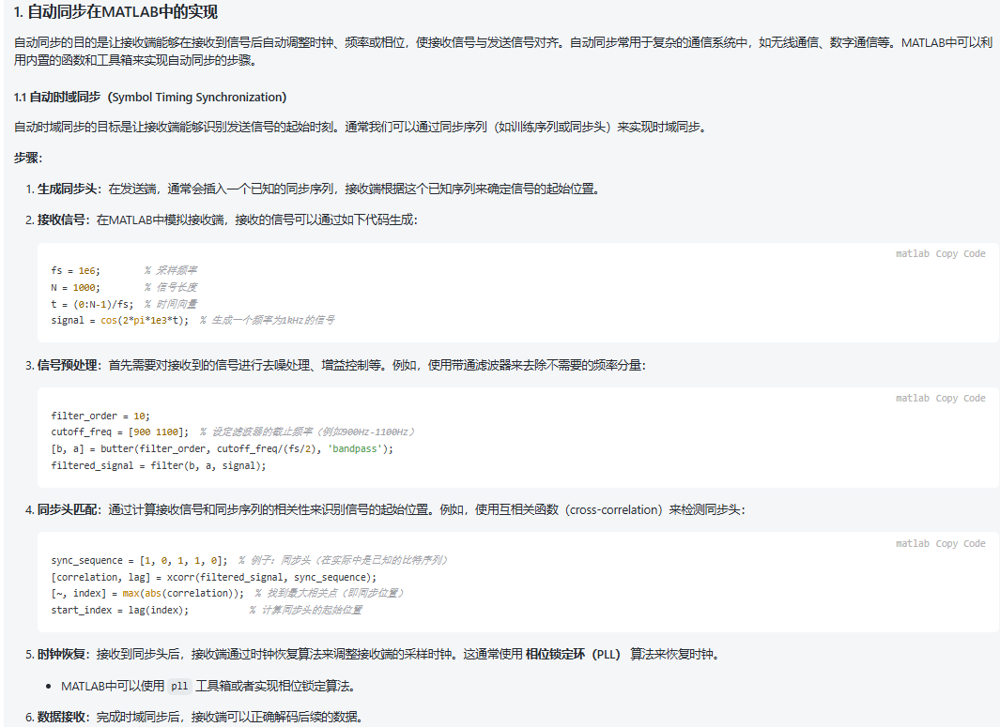 1. 自动同步在MATLAB中的实现
自动同步的目的是让接收端能够在接收到信号后自动调整时钟、频率或相位，使接收信号与发送信号对齐。自动同步常用于复杂的通信系统中，如无线通信、数字通信等。MATLAB中可以利
用内置的函数和工具箱来实现自动同步的步骤。
1.1 自动时域同步（Symbol Timing Synchronization）
自动时域同步的目标是让接收端能够识别发送信号的起始时刻。通常我们可以通过同步序列（如训练序列或同步头）来实现时域同步。
步骤：
1. 生成同步头：在发送端，通常会插入一个已知的同步序列，接收端根据这个已知序列来确定信号的起始位置。
2. 接收信号：在MATLAB中模拟接收端，接收的信号可以通过如下代码生成：
matlab Copy Code
fs = 1e6; % 采样频率
N = 1000; % 信号长度
t = (0:N-1)/fs; % 时间向量
signal = cos(2*pi*1e3*t); % 生成一个频率为1kHz的信号
3. 信号预处理：首先需要对接收到的信号进行去噪处理、增益控制等。例如，使用带通滤波器来去除不需要的频率分量：
matlab Copy Code
filter_order = 10;
cutoff_freq = [900 1100]; % 设定滤波器的截止频率（例如900Hz-1100Hz）
[b, a] = butter(filter_order, cutoff_freq/(fs/2), 'bandpass');
filtered_signal = filter(b, a, signal);
4. 同步头匹配：通过计算接收信号和同步序列的相关性来识别信号的起始位置。例如，使用互相关函数（cross-correlation）来检测同步头：
matlab Copy Code
sync_sequence = [1, 0, 1, 1, 0]; % 例子：同步头（在实际中是已知的比特序列）
[correlation, lag] = xcorr(filtered_signal, sync_sequence);
[~, index] = max(abs(correlation)); % 找到最大相关点（即同步位置）
start_index = lag(index); % 计算同步头的起始位置
5. 时钟恢复：接收到同步头后，接收端通过时钟恢复算法来调整接收端的采样时钟。这通常使用 相位锁定环（PLL） 算法来恢复时钟。
• MATLAB中可以使用 pll 工具箱或者实现相位锁定算法。
6. 数据接收：完成时域同步后，接收端可以正确解码后续的数据。